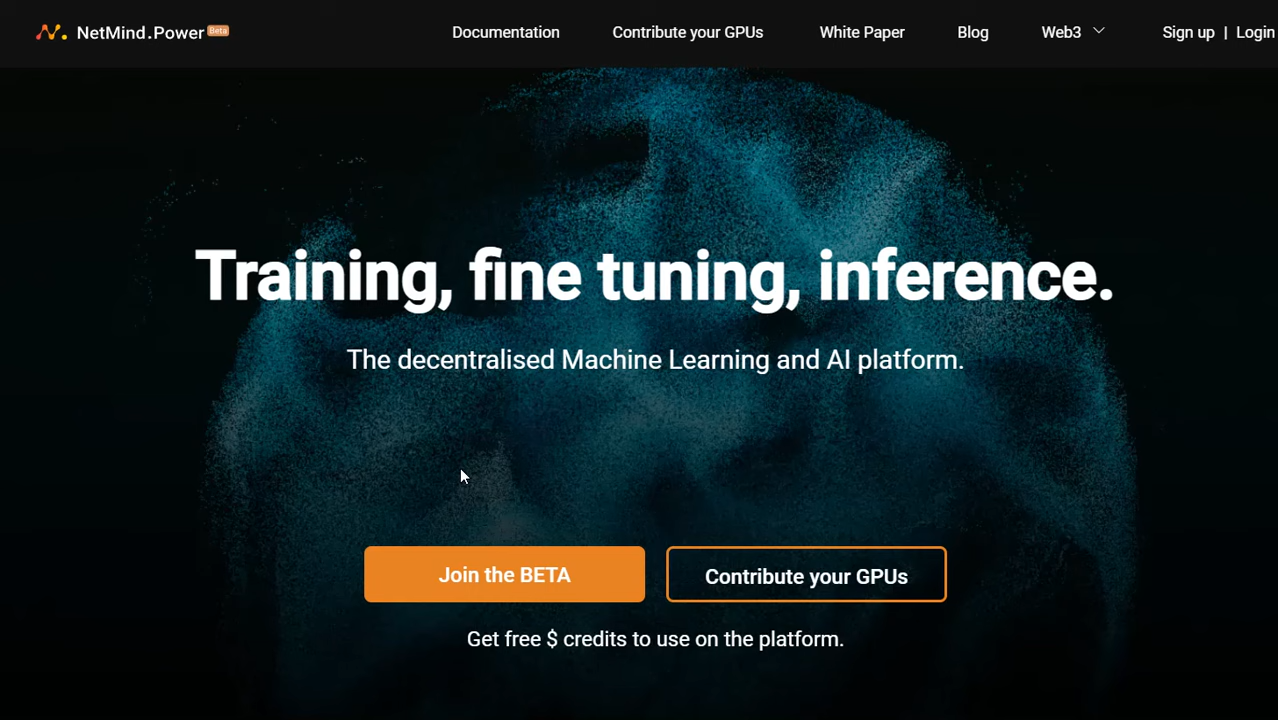 NetMind.Power Beta
Documentation
Contribute your GPUs
White Paper
Blog
Web3
Sign up | Login
Training, fine tuning, inference.
The decentralised Machine Learning and AI platform.
Join the BETA
Contribute your GPUs
Get free $ credits to use on the platform.